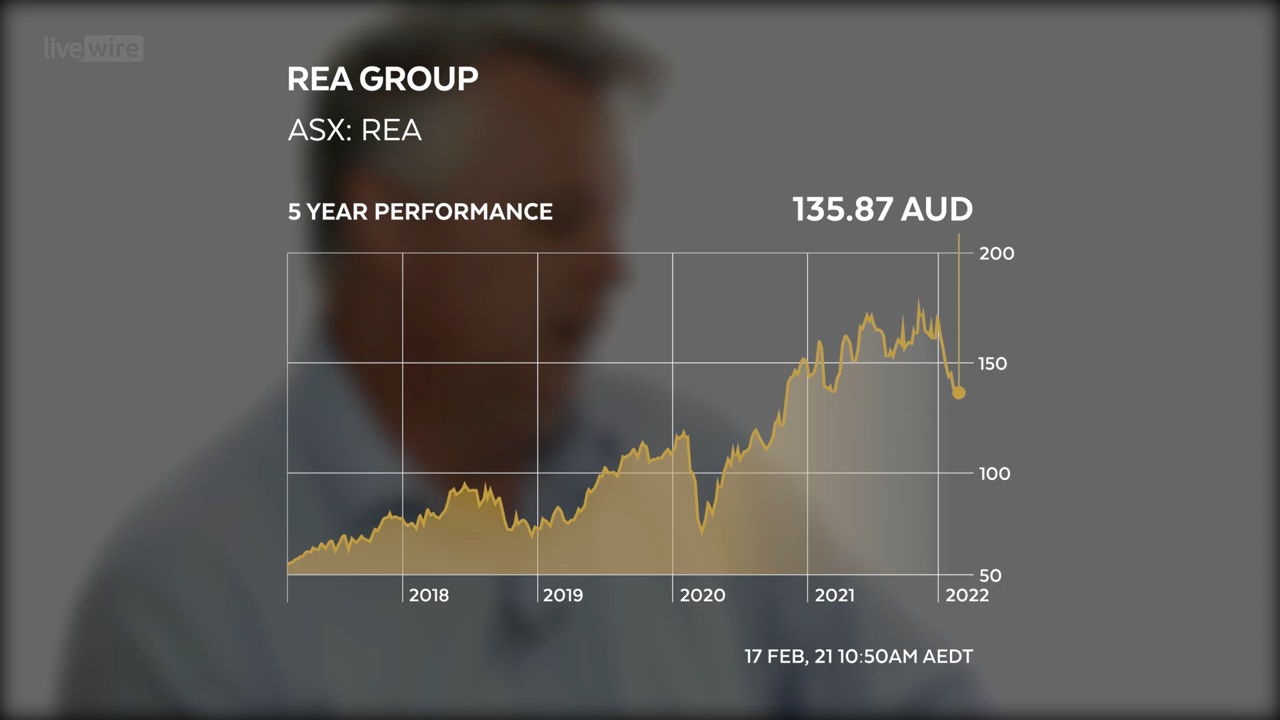 livewire
REA GROUP
ASX: REA
5 YEAR PERFORMANCE
135.87 AUD
200
150
100
50
2018
2019
2020
2021
2022
17 FEB, 21 10:50AM AEDT